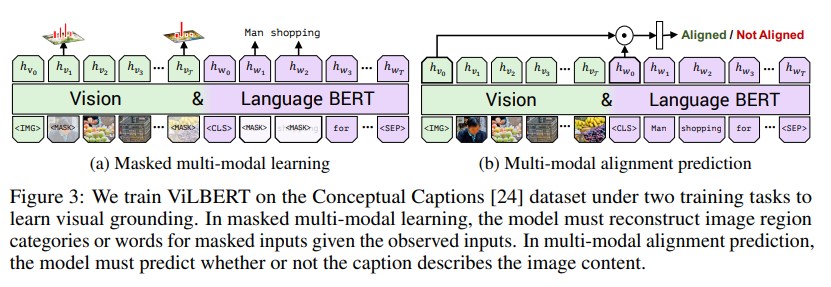 Man shopping
h_{v_0} h_{v_1} h_{v_2} h_{v_3} ... h_{v_T} h_{w_0} h_{w_1} h_{w_2} h_{w_3} ... h_{w_T}
Vision & Language BERT
<IMG> <MASK> ... <MASK> <CLS> <MASK> <MASK> for ... <SEP>
(a) Masked multi-modal learning
Aligned / Not Aligned
h_{v_0} h_{v_1} h_{v_2} h_{v_3} ... h_{v_T} h_{w_0} h_{w_1} h_{w_2} h_{w_3} ... h_{w_T}
Vision & Language BERT
<IMG> ... <CLS> Man shopping for ... <SEP>
(b) Multi-modal alignment prediction
Figure 3: We train ViLBERT on the Conceptual Captions [24] dataset under two training tasks to
learn visual grounding. In masked multi-modal learning, the model must reconstruct image region
categories or words for masked inputs given the observed inputs. In multi-modal alignment prediction,
the model must predict whether or not the caption describes the image content.